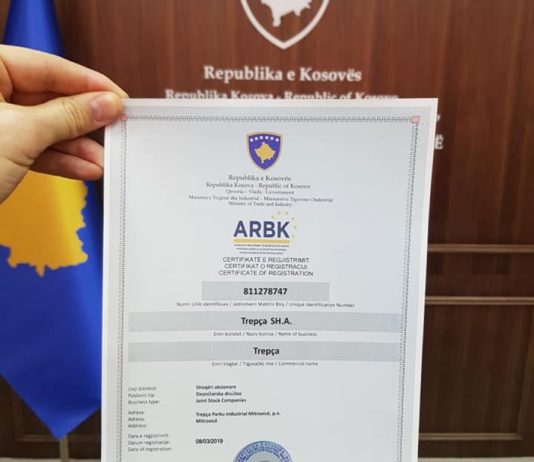 Republika e Kosovës
Republika Kosova - Republic of Kosovo
Republika e Kosovës
Republika Kosova - Republic of Kosovo
Qeveria - Vlada - Government
Ministria e Tregtisë dhe Industrisë - Ministarstvo Trgovine i Industrije
Ministry of Trade and Industry
ARBK
CERTIFIKATË E REGJISTRIMIT
CERTIFIKAT O REGISTRACIJI
CERTIFICATE OF REGISTRATION
811278747
Numri Unik Identifikues / Jedinstveni Matični Broj / Unique Identification Number
Trepça SH.A.
Emri biznesit / Naziv biznisa / Name of business
Trepça
Emri tregtar / Trgovačko ime / Commercial name
Lloji biznesit: Shoqëri aksionare
Poslovni tip: Deoničarska društva
Business type: Joint Stock Companies
Adresa: Trepça Parku Industrial Mitrovicë, p.n.
Adresa: Mitrovicë
Address:
Data e regjistrimit:
Datum registracije: 08/03/2019
Date of registration: